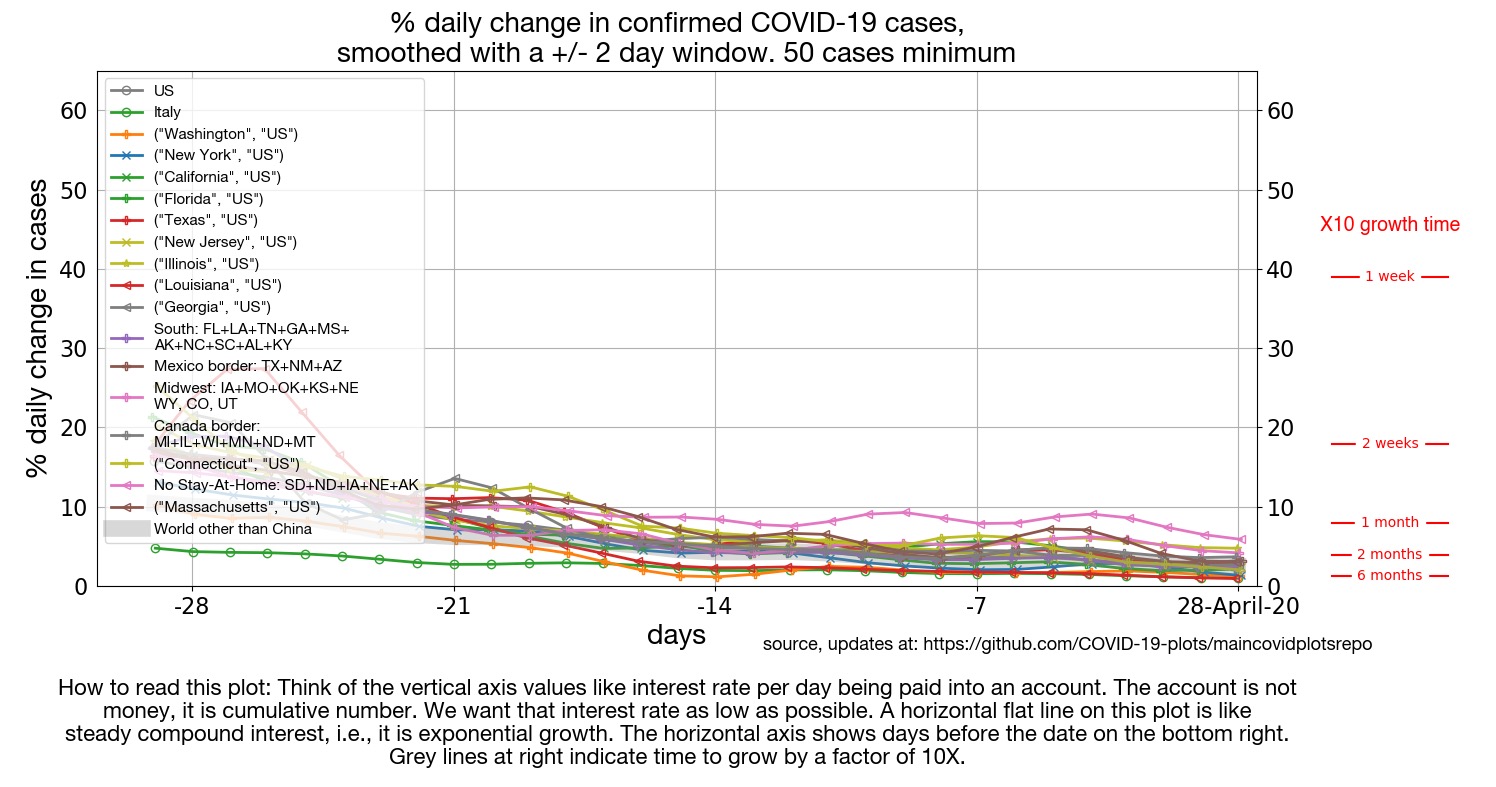 % daily change in confirmed COVID-19 cases,
smoothed with a +/- 2 day window. 50 cases minimum
% daily change in cases
60
50
40
30
20
10
0
US
Italy
("Washington", "US")
("New York", "US")
("California", "US")
("Florida", "US")
("Texas", "US")
("New Jersey", "US")
("Illinois", "US")
("Louisiana", "US")
("Georgia", "US")
South: FL+LA+TN+GA+MS+
AK+NC+SC+AL+KY
Mexico border: TX+NM+AZ
Midwest: IA+MO+OK+KS+NE
WY, CO, UT
Canada border:
MI+IL+WI+MN+ND+MT
("Connecticut", "US")
No Stay-At-Home: SD+ND+IA+NE+AK
("Massachusetts", "US")
World other than China
60
50
40
30
20
10
0
X10 growth time
1 week
2 weeks
1 month
2 months
6 months
-28
-21
-14
-7
28-April-20
days
source, updates at: https://github.com/COVID-19-plots/maincovidplotsrepo
How to read this plot: Think of the vertical axis values like interest rate per day being paid into an account. The account is not
money, it is cumulative number. We want that interest rate as low as possible. A horizontal flat line on this plot is like
steady compound interest, i.e., it is exponential growth. The horizontal axis shows days before the date on the bottom right.
Grey lines at right indicate time to grow by a factor of 10X.